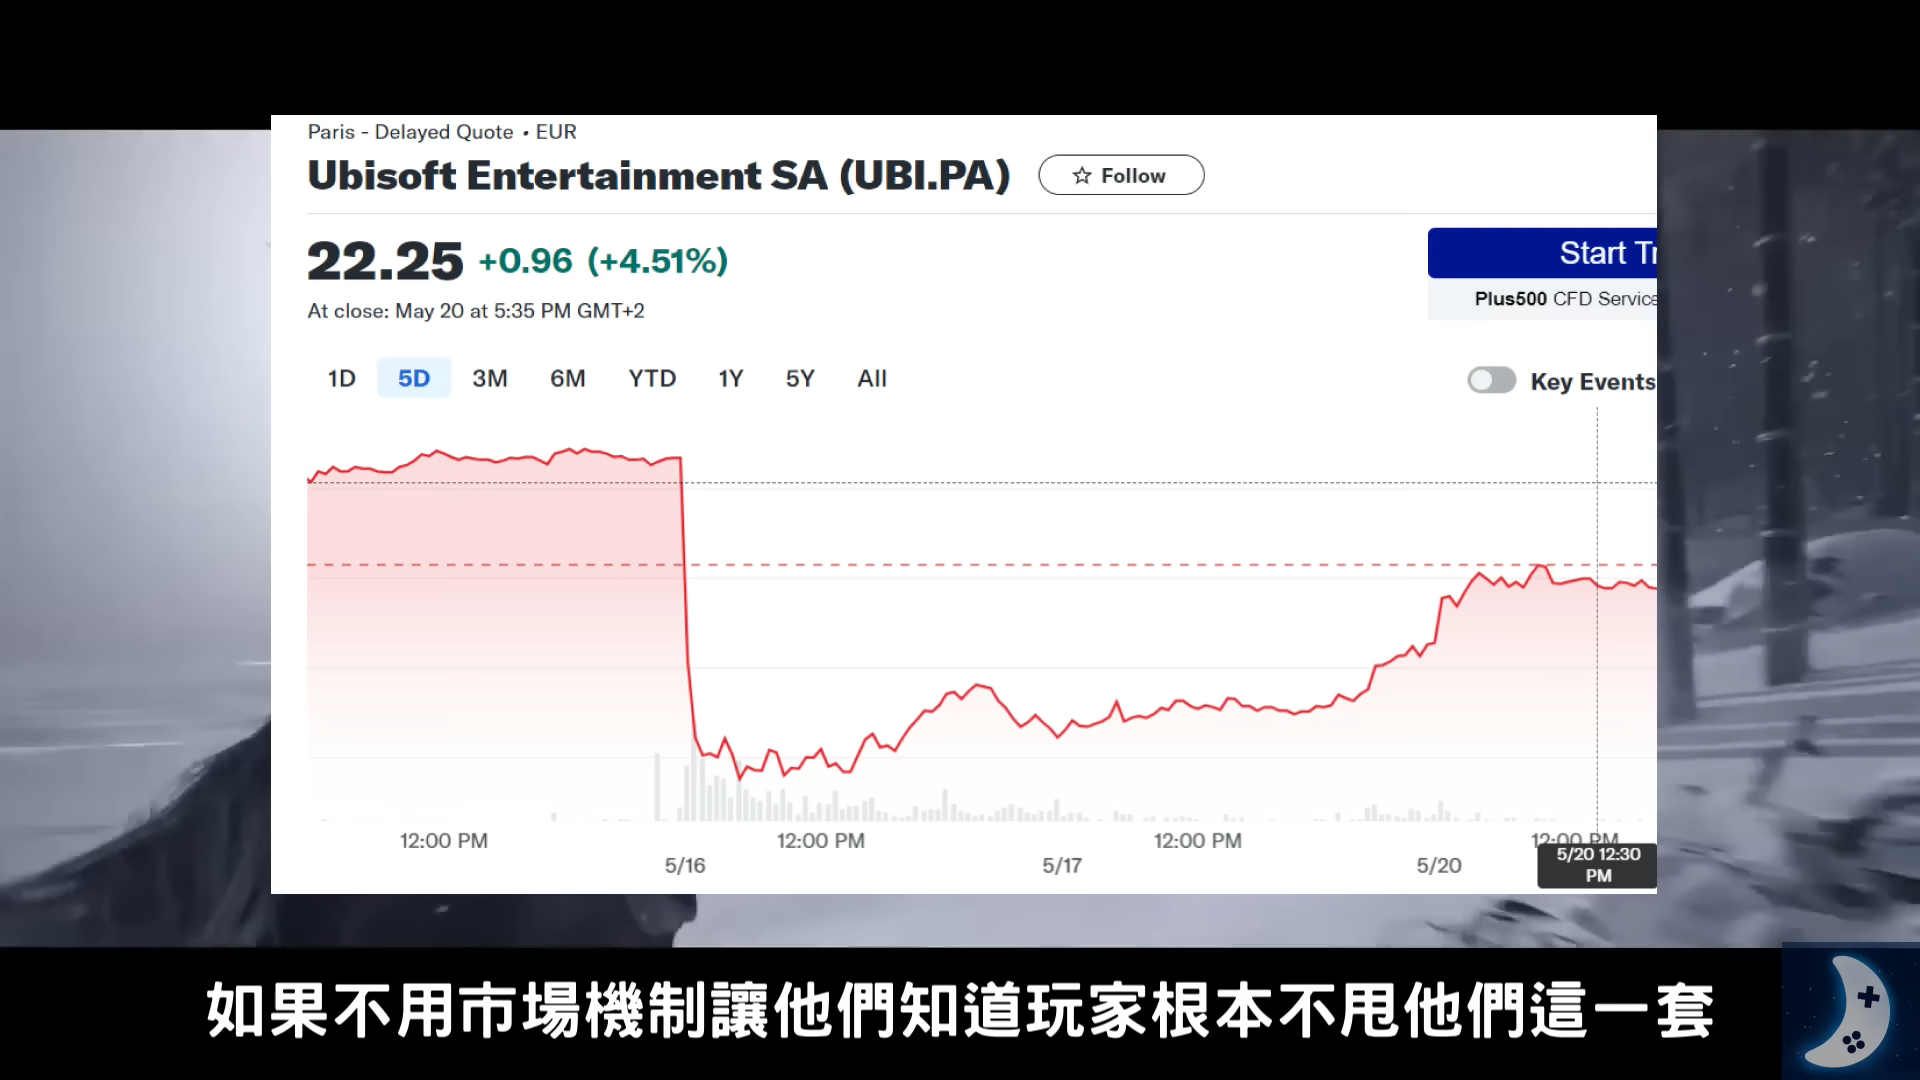 Paris - Delayed Quote • EUR
Ubisoft Entertainment SA (UBI.PA)
☆ Follow
22.25 +0.96 (+4.51%)
At close: May 20 at 5:35 PM GMT+2
Start Tr
Plus500 CFD Service
1D 5D 3M 6M YTD 1Y 5Y All
Key Events
12:00 PM 12:00 PM 12:00 PM 12:00 PM
5/16 5/17 5/20
5/20 12:30
PM
如果不用市場機制讓他們知道玩家根本不甩他們這一套